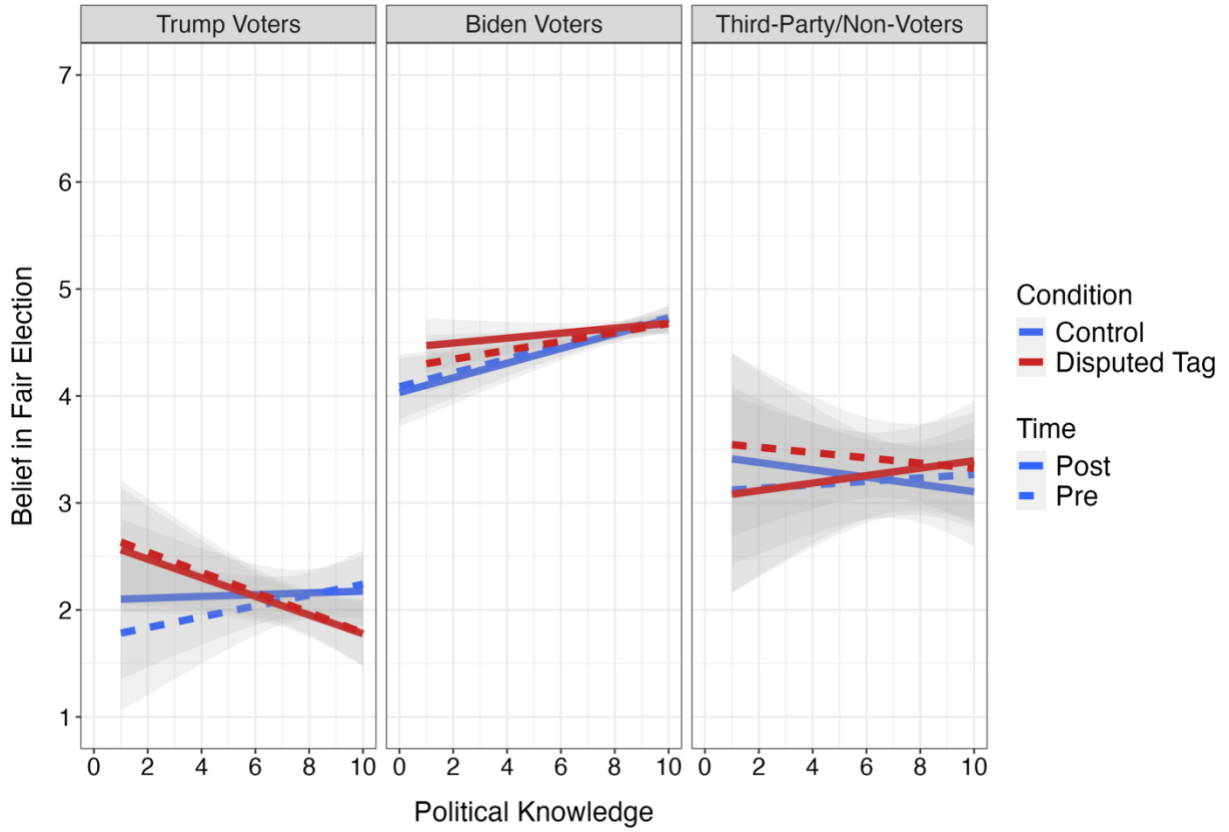 Trump Voters
Biden Voters
Third-Party/Non-Voters
7
6
5
4
3
2
1
Belief in Fair Election
0 2 4 6 8 10
0 2 4 6 8 10
0 2 4 6 8 10
Political Knowledge
Condition
Control
Disputed Tag
Time
Post
Pre